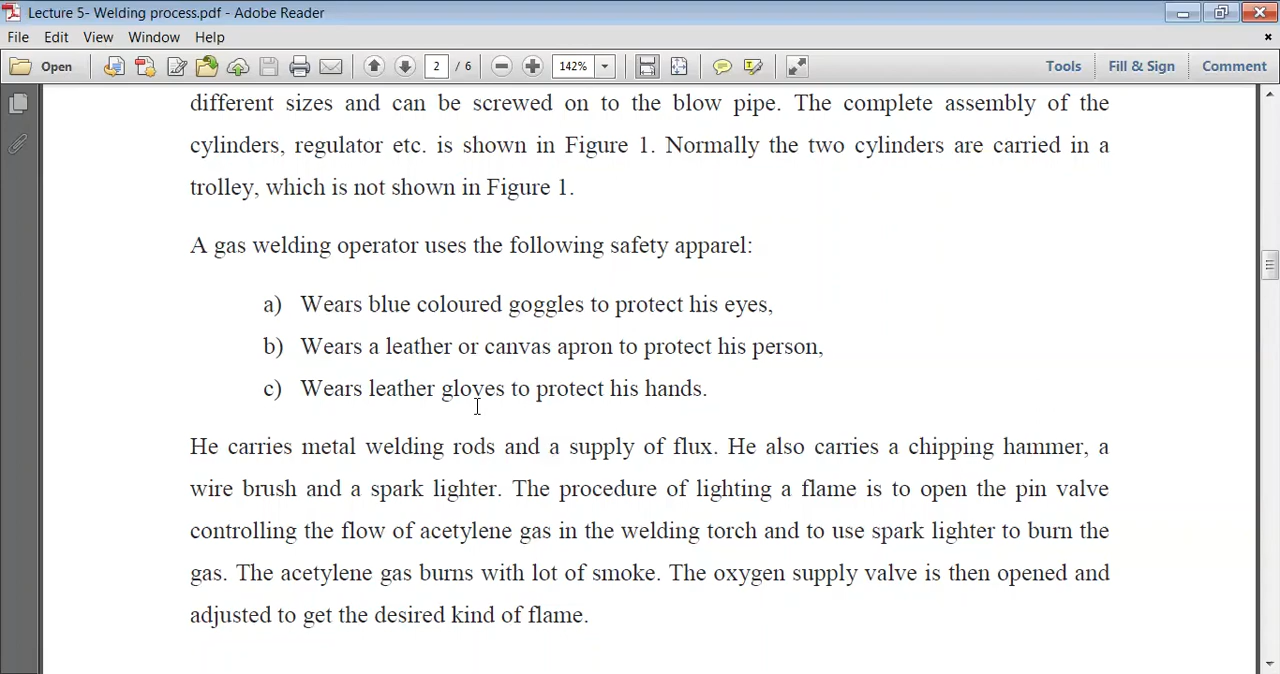 Lecture 5- Welding process.pdf - Adobe Reader
File Edit View Window Help
Open 2 / 6 142% Tools Fill & Sign Comment
different sizes and can be screwed on to the blow pipe. The complete assembly of the
cylinders, regulator etc. is shown in Figure 1. Normally the two cylinders are carried in a
trolley, which is not shown in Figure 1.
A gas welding operator uses the following safety apparel:
a) Wears blue coloured goggles to protect his eyes,
b) Wears a leather or canvas apron to protect his person,
c) Wears leather gloves to protect his hands.
He carries metal welding rods and a supply of flux. He also carries a chipping hammer, a
wire brush and a spark lighter. The procedure of lighting a flame is to open the pin valve
controlling the flow of acetylene gas in the welding torch and to use spark lighter to burn the
gas. The acetylene gas burns with lot of smoke. The oxygen supply valve is then opened and
adjusted to get the desired kind of flame.